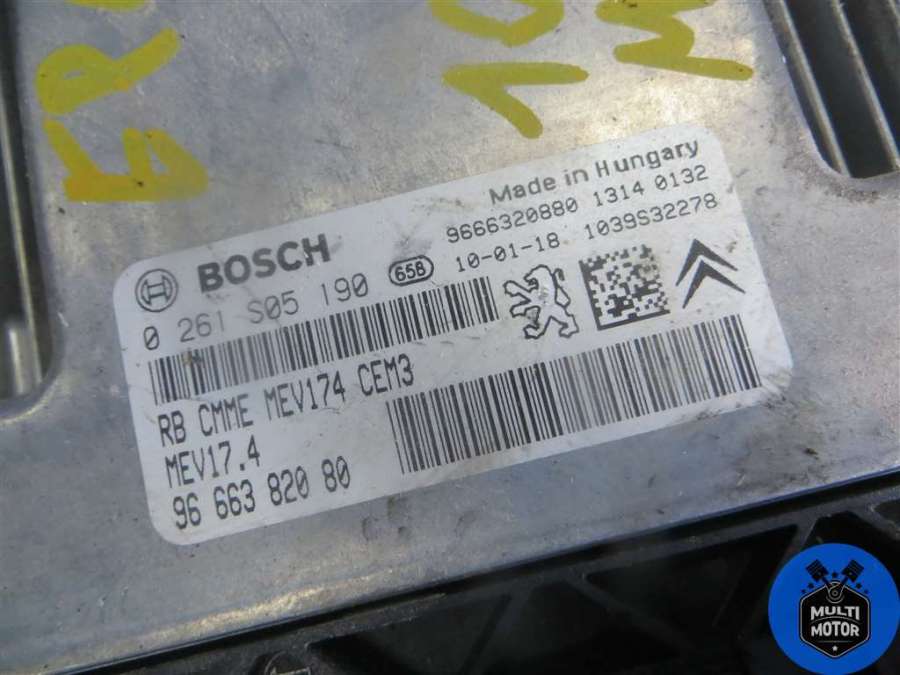 Made in Hungary
9666320880 1314 0132
BOSCH
658
10-01-18 1039S32278
0 261 S05 190
RB CMME MEV174 CEM3
MEV17.4
96 663 820 80
MULTI
MOTOR